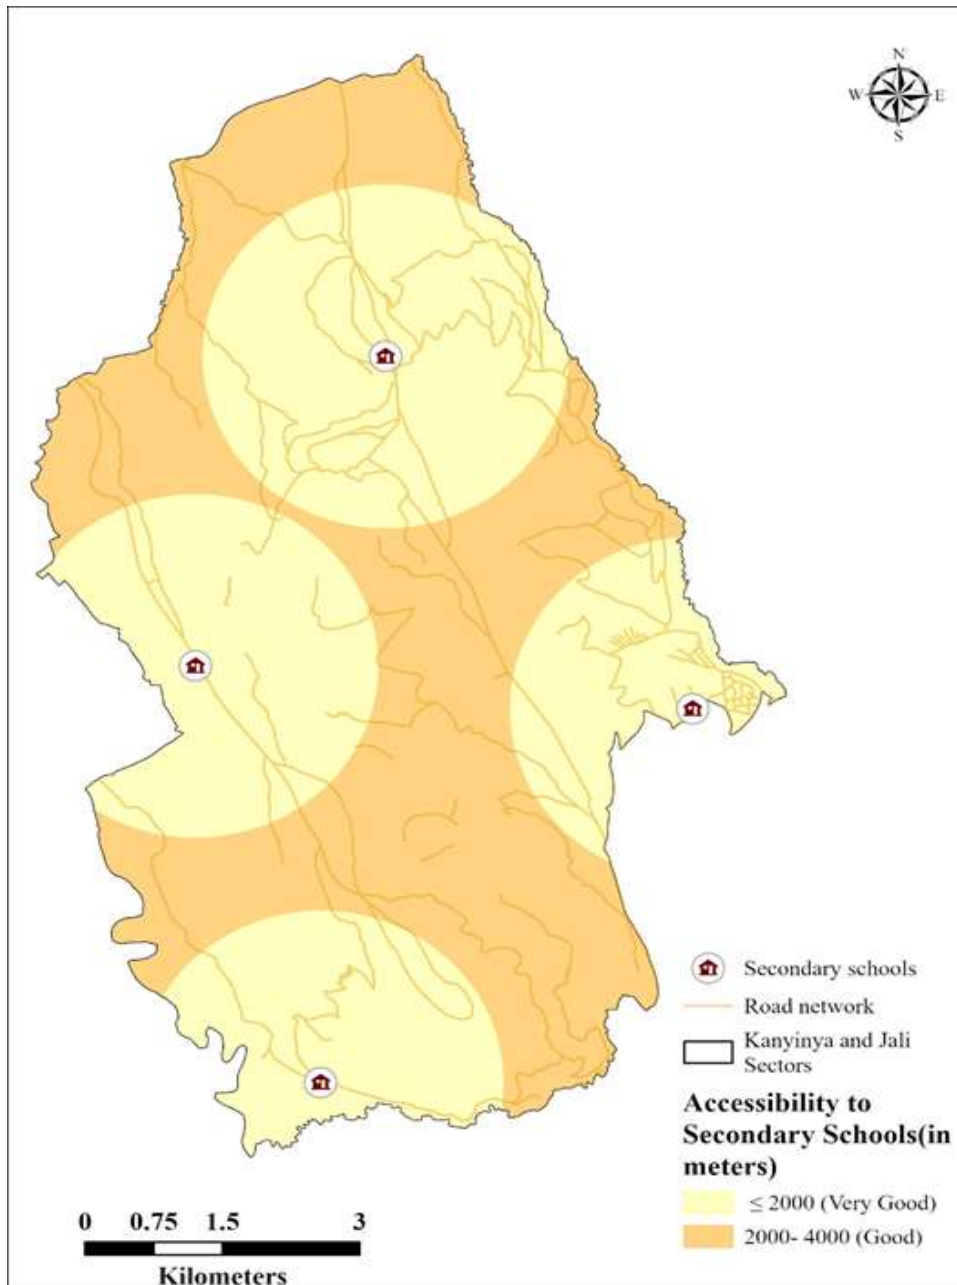 N
W E
S
Secondary schools
Road network
Kanyinya and Jali
Sectors
Accessibility to
Secondary Schools(in
meters)
≤ 2000 (Very Good)
2000- 4000 (Good)
0 0.75 1.5 3
Kilometers